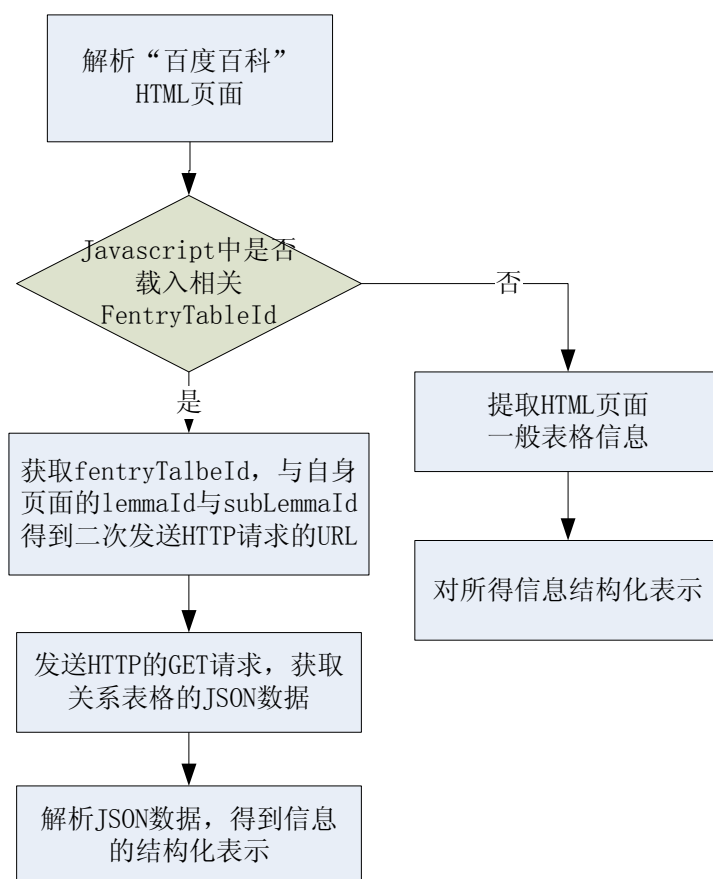 解析“百度百科”
HTML页面
Javascript中是否
载入相关
FentryTableId
否
是
提取HTML页面
一般表格信息
获取fentryTalbeId，与自身
页面的lemmaId与subLemmaId
得到二次发送HTTP请求的URL
对所得信息结构化表示
发送HTTP的GET请求，获取
关系表格的JSON数据
解析JSON数据，得到信息
的结构化表示